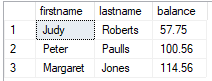 firstname lastname balance
1 Judy Roberts 57.75
2 Peter Paulls 100.56
3 Margaret Jones 114.56